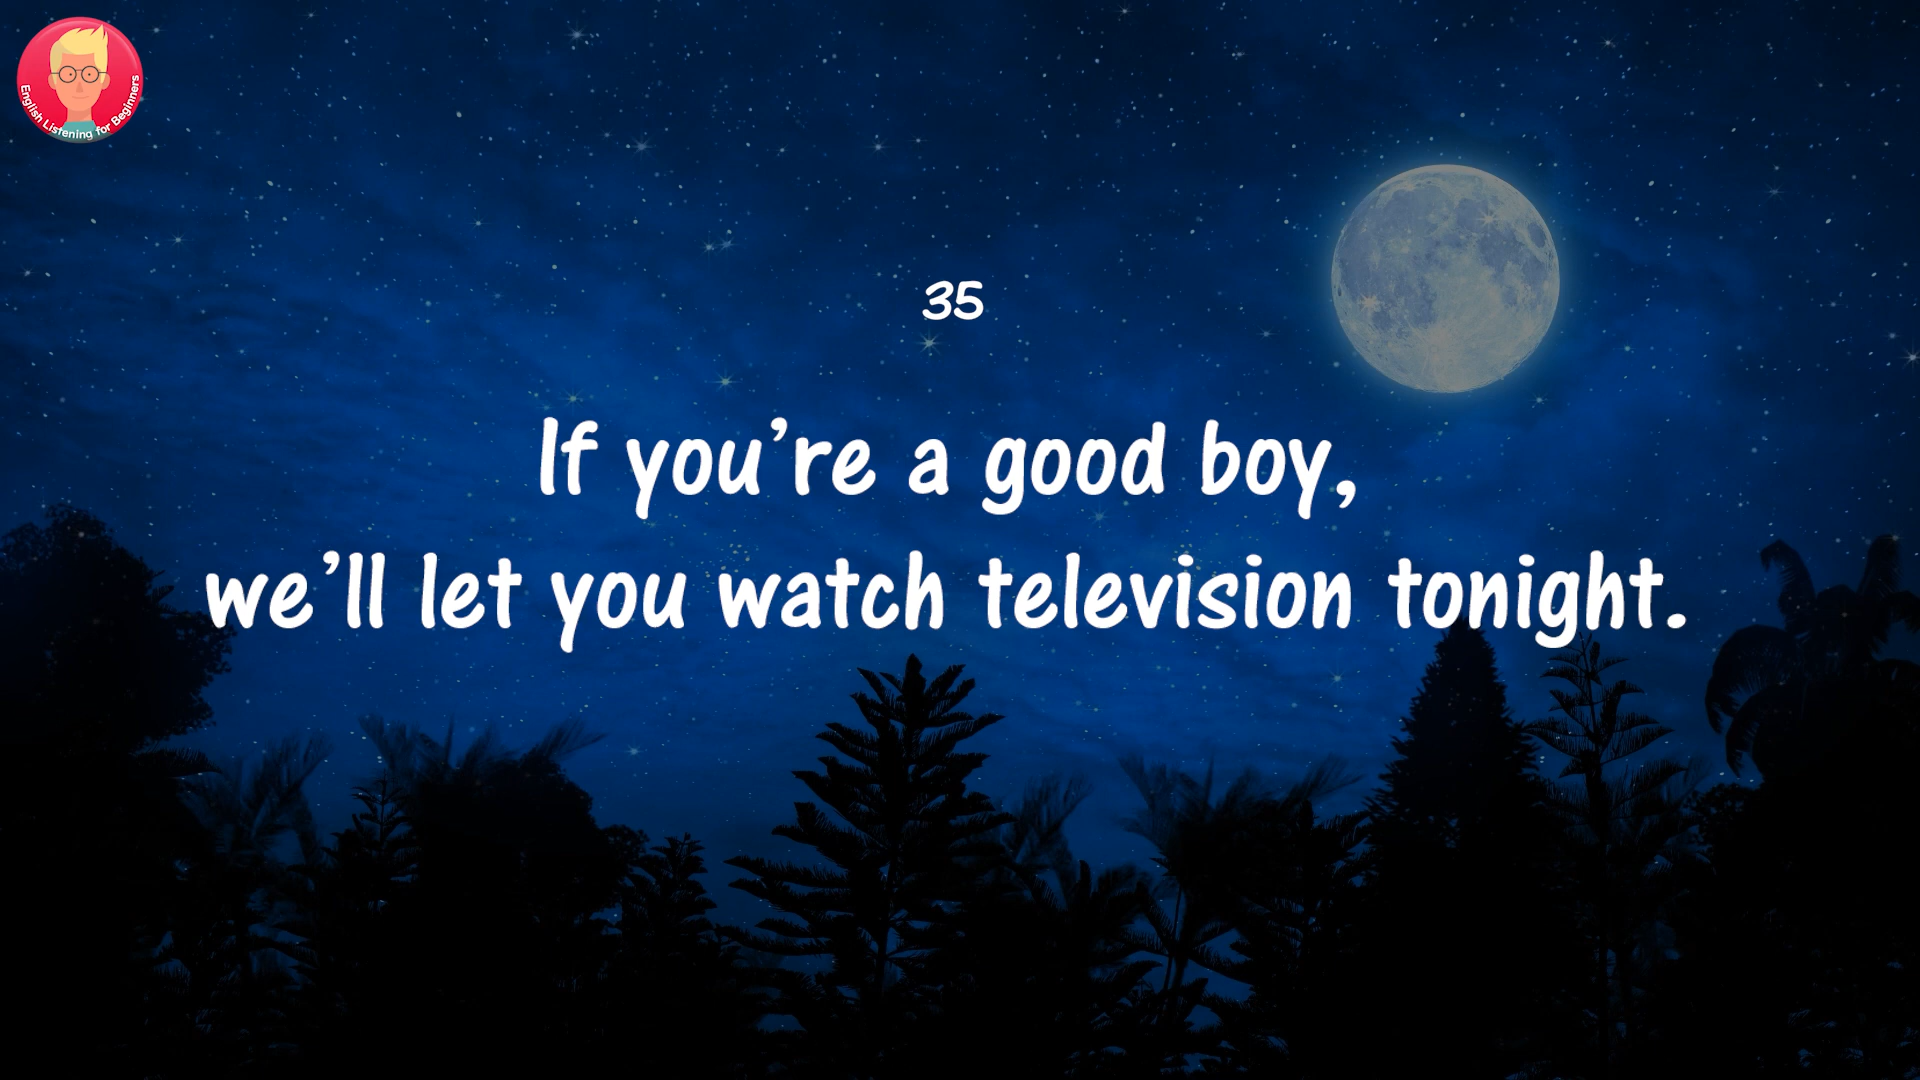 English Listening for Beginners
35
If you’re a good boy,
we’ll let you watch television tonight.